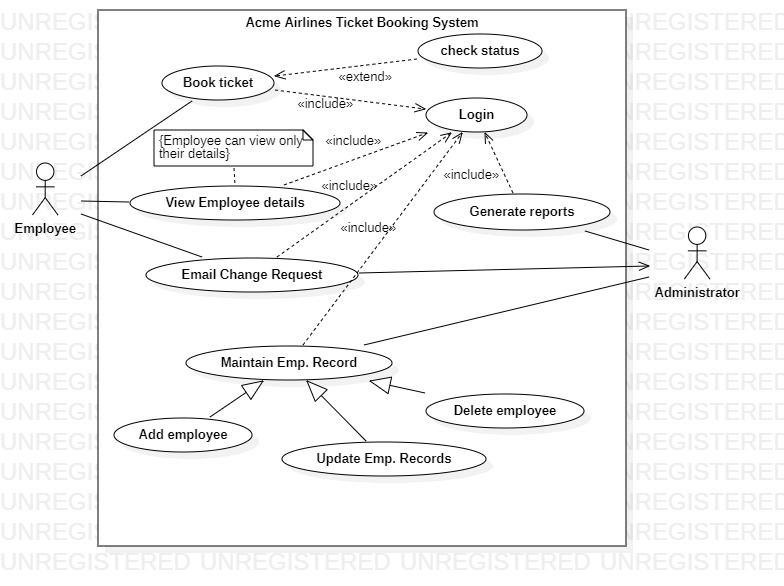 Acme Airlines Ticket Booking System
check status
Book ticket
«extend»
«include»
Login
{Employee can view only
their details}
«include»
«include»
«include»
View Employee details
Generate reports
Employee
«include»
Email Change Request
Administrator
Maintain Emp. Record
Delete employee
Add employee
Update Emp. Records
UNREGISTERED UNREGISTERED UNREGISTERED UNREGISTERED